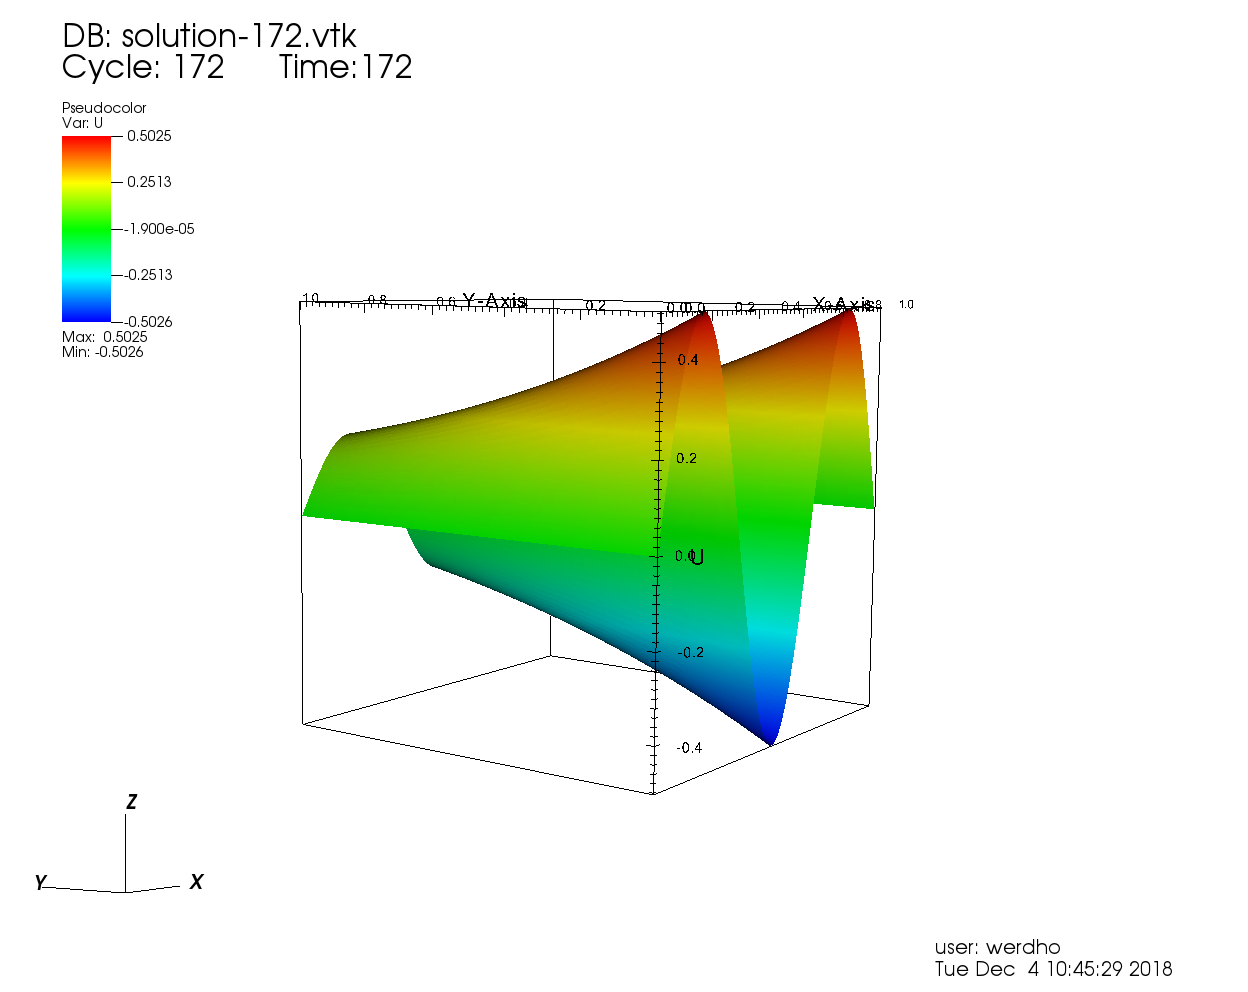 DB: solution-172.vtk
Cycle: 172 Time:172
Pseudocolor
Var: U
0.5025
0.2513
-1.900e-05
-0.2513
-0.5026
Max: 0.5025
Min: -0.5026
1.0 0.8 0.6 Y-Axis 0.2 0.0 0.0 0.2 0.4 X-Axis 0.8 1.0
0.4
0.2
0.0 U
-0.2
-0.4
Z
Y X
user: werdho
Tue Dec 4 10:45:29 2018